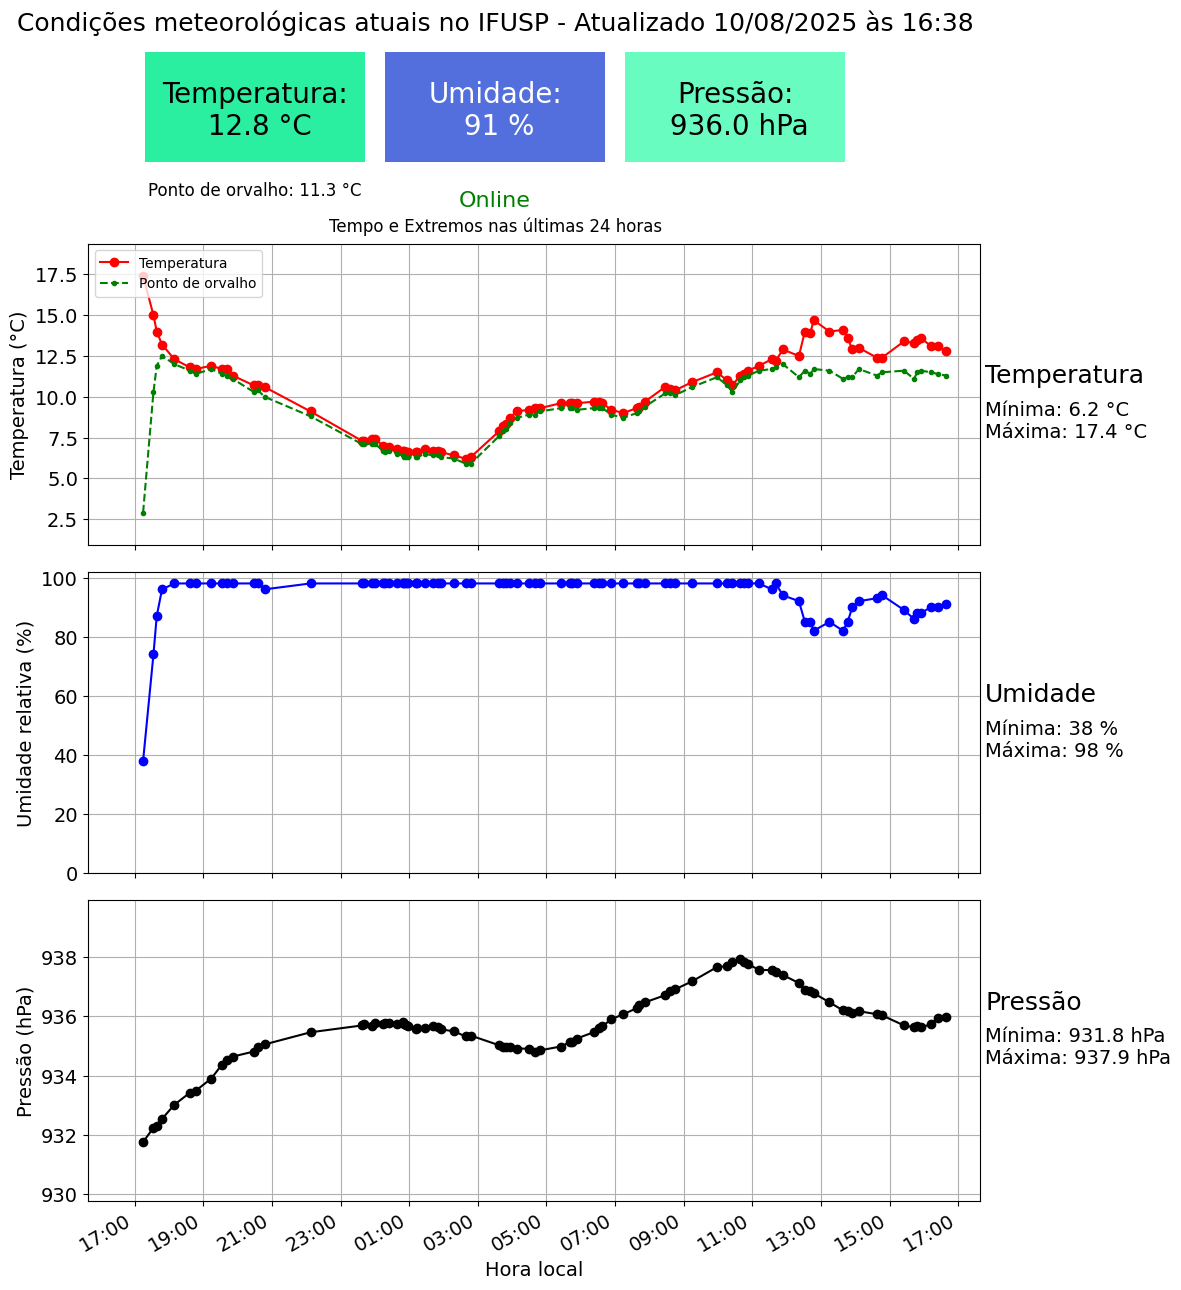 Condições meteorológicas atuais no IFUSP - Atualizado 10/08/2025 às 16:38
Temperatura:
12.8 °C
Umidade:
91 %
Pressão:
936.0 hPa
Ponto de orvalho: 11.3 °C
Online
Tempo e Extremos nas últimas 24 horas
Temperatura
Ponto de orvalho
Temperatura (°C)
17.5
15.0
12.5
10.0
7.5
5.0
2.5
Temperatura
Mínima: 6.2 °C
Máxima: 17.4 °C
Umidade relativa (%)
100
80
60
40
20
0
Umidade
Mínima: 38 %
Máxima: 98 %
Pressão (hPa)
938
936
934
932
930
Pressão
Mínima: 931.8 hPa
Máxima: 937.9 hPa
17:00
19:00
21:00
23:00
01:00
03:00
05:00
07:00
09:00
11:00
13:00
15:00
17:00
Hora local